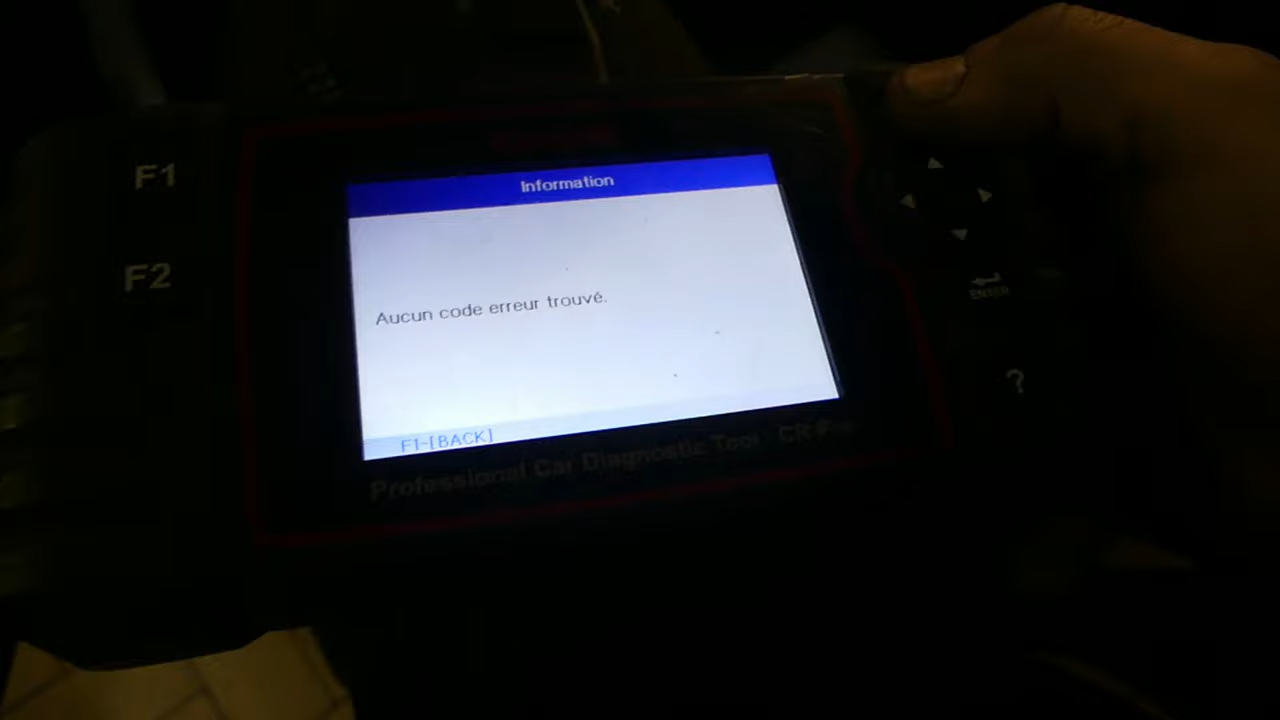 F1
Information
F2
Aucun code erreur trouvé.
ENTER
?
F1-[BACK]
Professional Car Diagnostic Tool